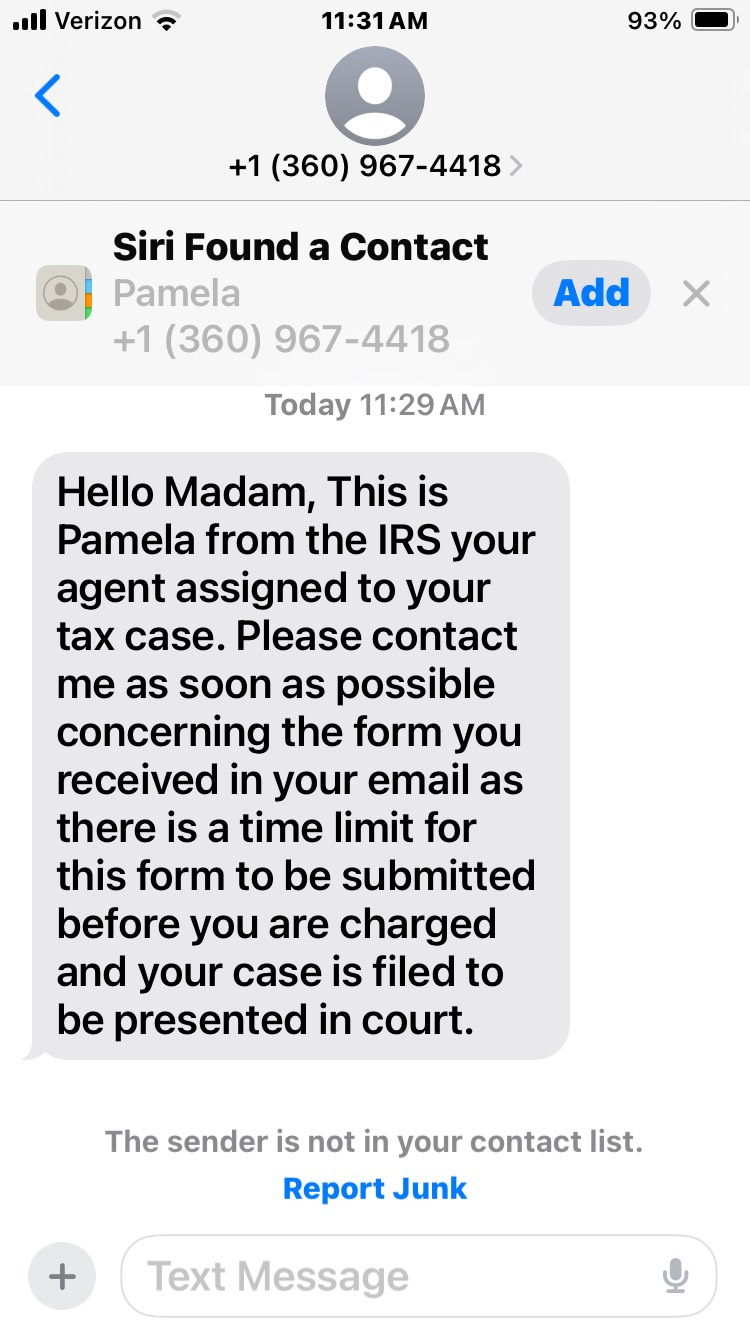 Verizon 11:31 AM 93%
+1 (360) 967-4418
Siri Found a Contact
Pamela
+1 (360) 967-4418
Add
Today 11:29 AM
Hello Madam, This is
Pamela from the IRS your
agent assigned to your
tax case. Please contact
me as soon as possible
concerning the form you
received in your email as
there is a time limit for
this form to be submitted
before you are charged
and your case is filed to
be presented in court.
The sender is not in your contact list.
Report Junk
Text Message